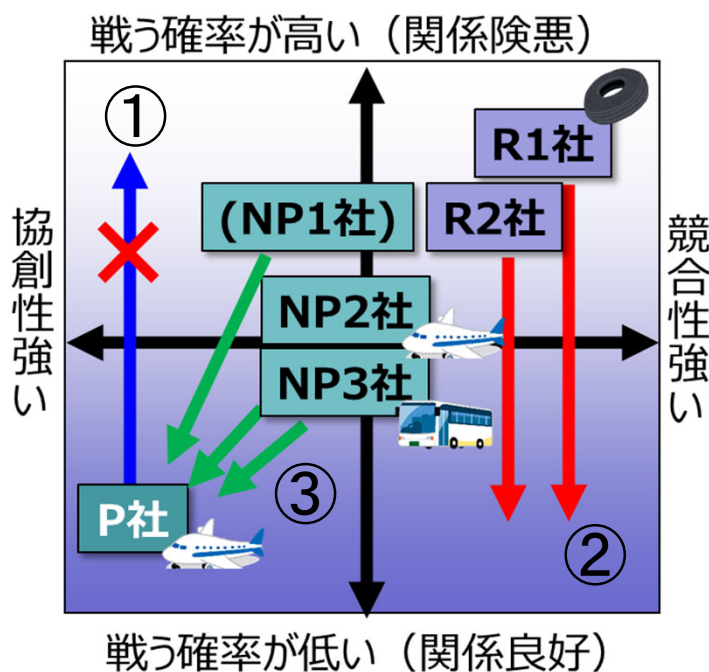 戦う確率が高い（関係険悪）
①
R1社
(NP1社)
R2社
協創性強い
競合性強い
NP2社
NP3社
③
P社
②
戦う確率が低い（関係良好）